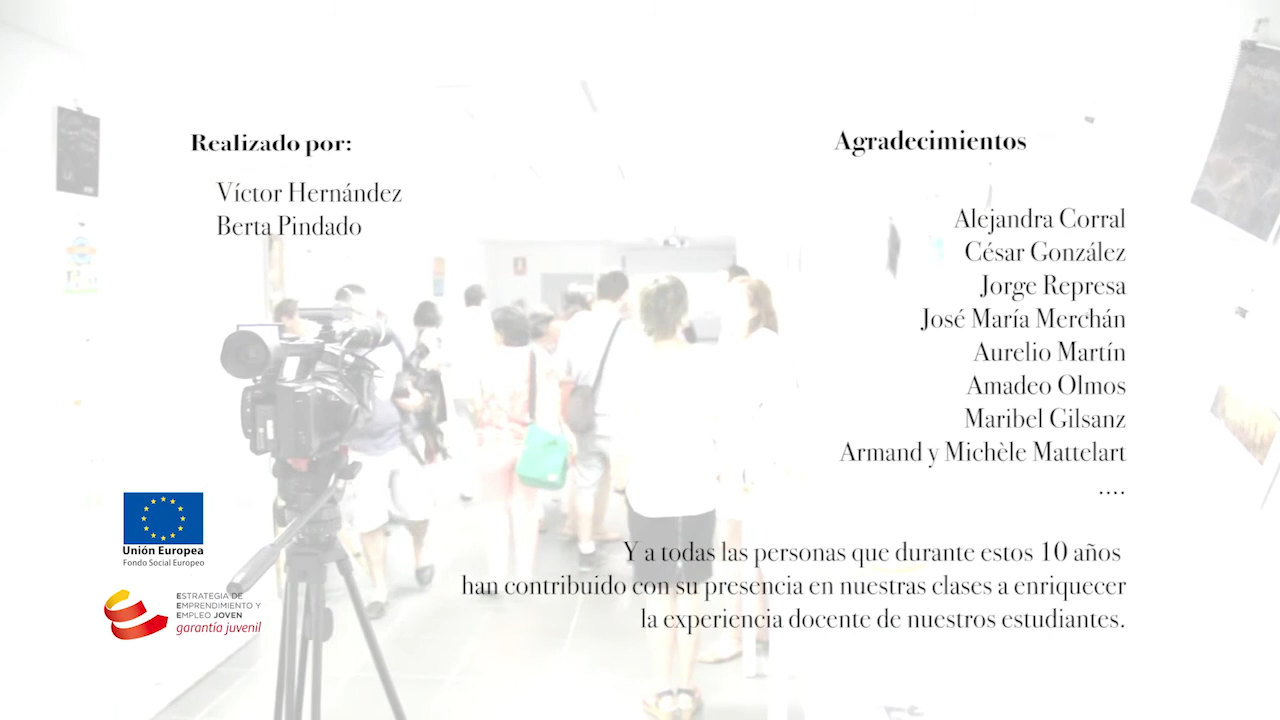 Realizado por:
Víctor Hernández
Berta Pindado
Agradecimientos
Alejandra Corral
César González
Jorge Represa
José María Merchán
Aurelio Martín
Amadeo Olmos
Maribel Gilsanz
Armand y Michèle Mattelart
....
Y a todas las personas que durante estos 10 años
han contribuido con su presencia en nuestras clases a enriquecer
la experiencia docente de nuestros estudiantes.
Unión Europea
Fondo Social Europeo
ESTRATEGIA DE
EMPRENDIMIENTO Y
EMPLEO JOVEN
garantía juvenil